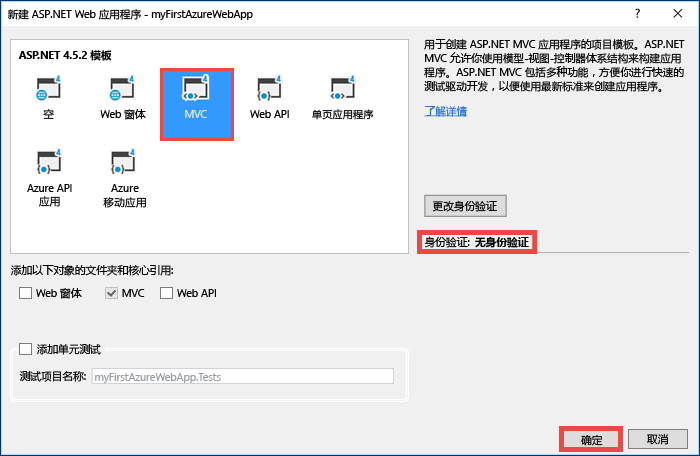 新建 ASP.NET Web 应用程序 - myFirstAzureWebApp
?
ASP.NET 4.5.2 模板
4 4 4 4 4
空 Web 窗体 MVC Web API 单页应用程序
4 4
Azure API Azure
应用 移动应用
用于创建 ASP.NET MVC 应用程序的项目模板。ASP.NET
MVC 允许你使用模型-视图-控制器体系结构来构建应用
程序。ASP.NET MVC 包括多种功能，方便你进行快速的
测试驱动开发，以便使用最新标准来创建应用程序。
了解详情
更改身份验证
身份验证: 无身份验证
添加以下对象的文件夹和核心引用:
Web 窗体 MVC Web API
添加单元测试
测试项目名称: myFirstAzureWebApp.Tests
确定 取消